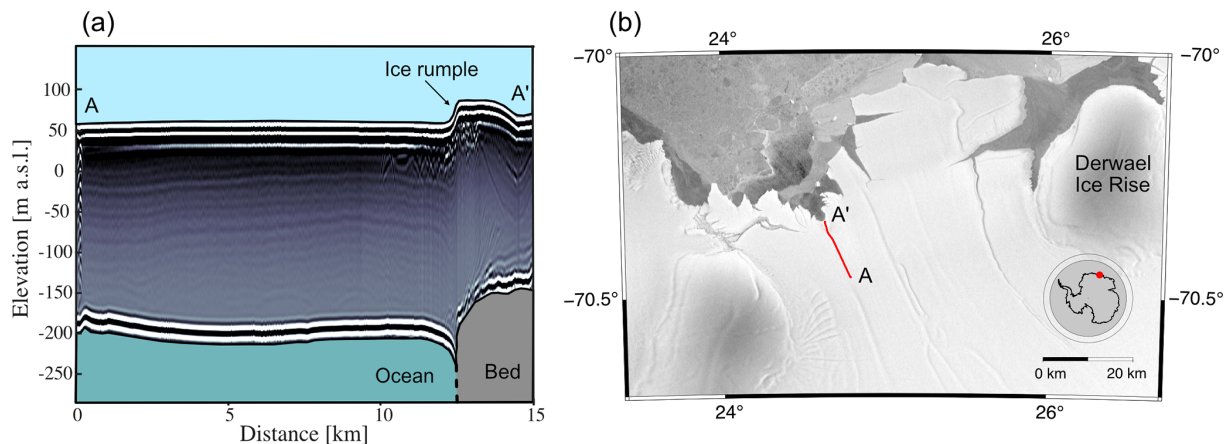 (a)
Ice rumple
A
A'
100
50
0
-50
-100
-150
-200
-250
Elevation [m a.s.l.]
Ocean
Bed
0
5
10
15
Distance [km]
(b)
24°
26°
−70°
−70°
Derwael
Ice Rise
A'
A
−70.5°
−70.5°
0 km
20 km
24°
26°